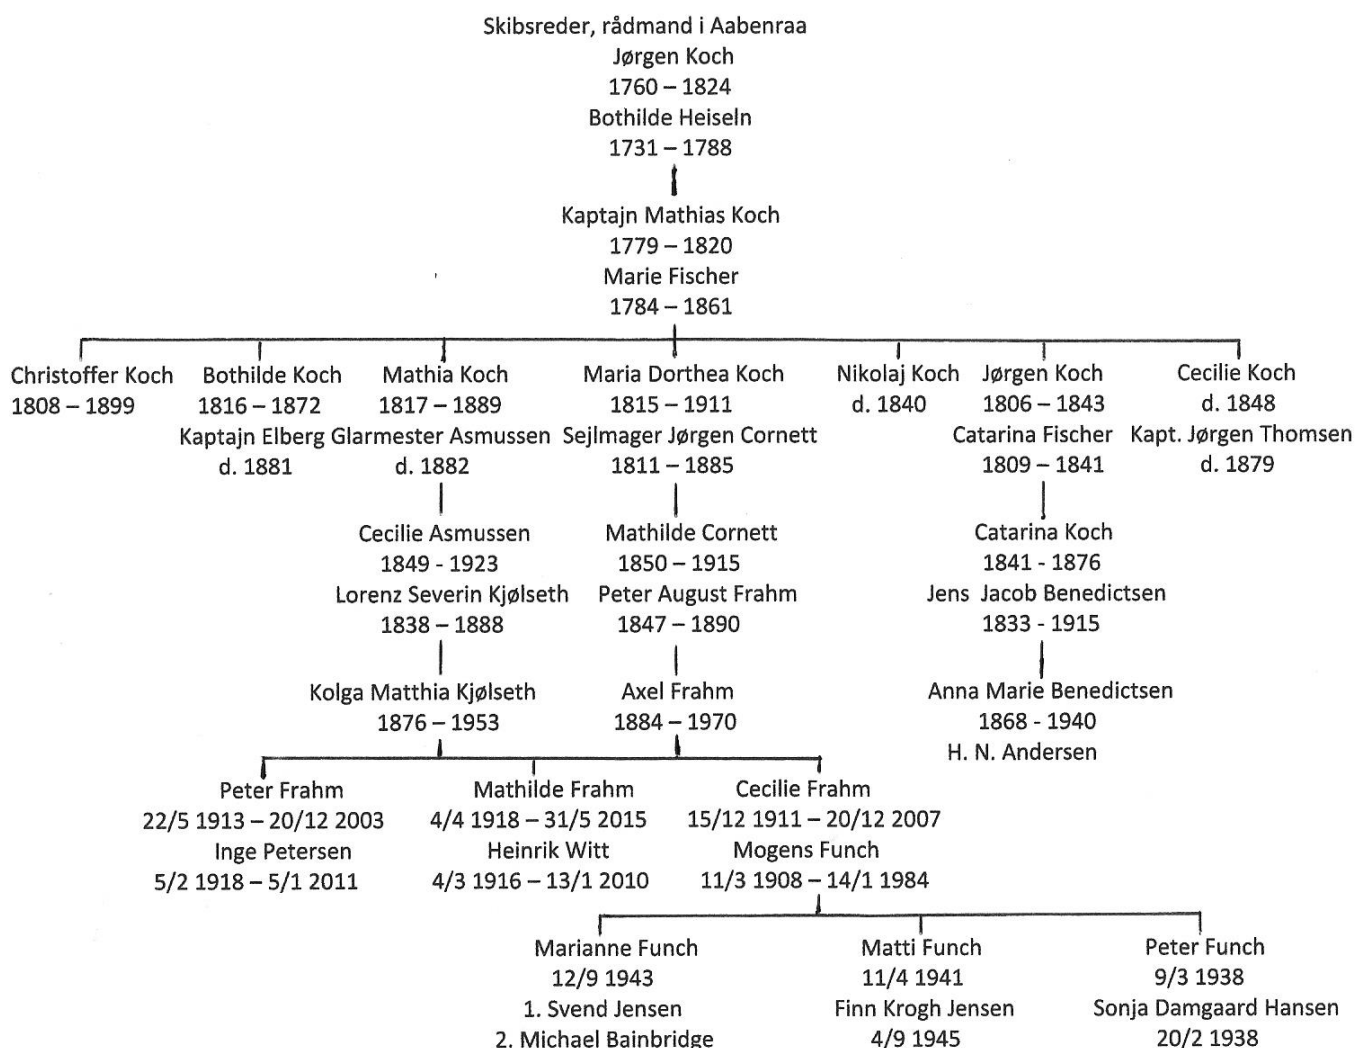 Skibsreder, rådmand i Aabenraa
Jørgen Koch
1760 – 1824
Bothilde Heiseln
1731 – 1788
Kaptajn Mathias Koch
1779 – 1820
Marie Fischer
1784 – 1861
Christoffer Koch
1808 – 1899
Bothilde Koch
1816 – 1872
Kaptajn Elberg
d. 1881
Mathia Koch
1817 – 1889
Glarmester Asmussen
d. 1882
Maria Dorthea Koch
1815 – 1911
Sejlmager Jørgen Cornett
1811 – 1885
Nikolaj Koch
d. 1840
Jørgen Koch
1806 – 1843
Catarina Fischer
1809 – 1841
Cecilie Koch
d. 1848
Kapt. Jørgen Thomsen
d. 1879
Cecilie Asmussen
1849 - 1923
Lorenz Severin Kjølseth
1838 – 1888
Mathilde Cornett
1850 – 1915
Peter August Frahm
1847 – 1890
Catarina Koch
1841 - 1876
Jens Jacob Benedictsen
1833 - 1915
Kolga Matthia Kjølseth
1876 – 1953
Axel Frahm
1884 – 1970
Anna Marie Benedictsen
1868 - 1940
H. N. Andersen
Peter Frahm
22/5 1913 – 20/12 2003
Inge Petersen
5/2 1918 – 5/1 2011
Mathilde Frahm
4/4 1918 – 31/5 2015
Heinrik Witt
4/3 1916 – 13/1 2010
Cecilie Frahm
15/12 1911 – 20/12 2007
Mogens Funch
11/3 1908 – 14/1 1984
Marianne Funch
12/9 1943
1. Svend Jensen
2. Michael Bainbridge
Matti Funch
11/4 1941
Finn Krogh Jensen
4/9 1945
Peter Funch
9/3 1938
Sonja Damgaard Hansen
20/2 1938